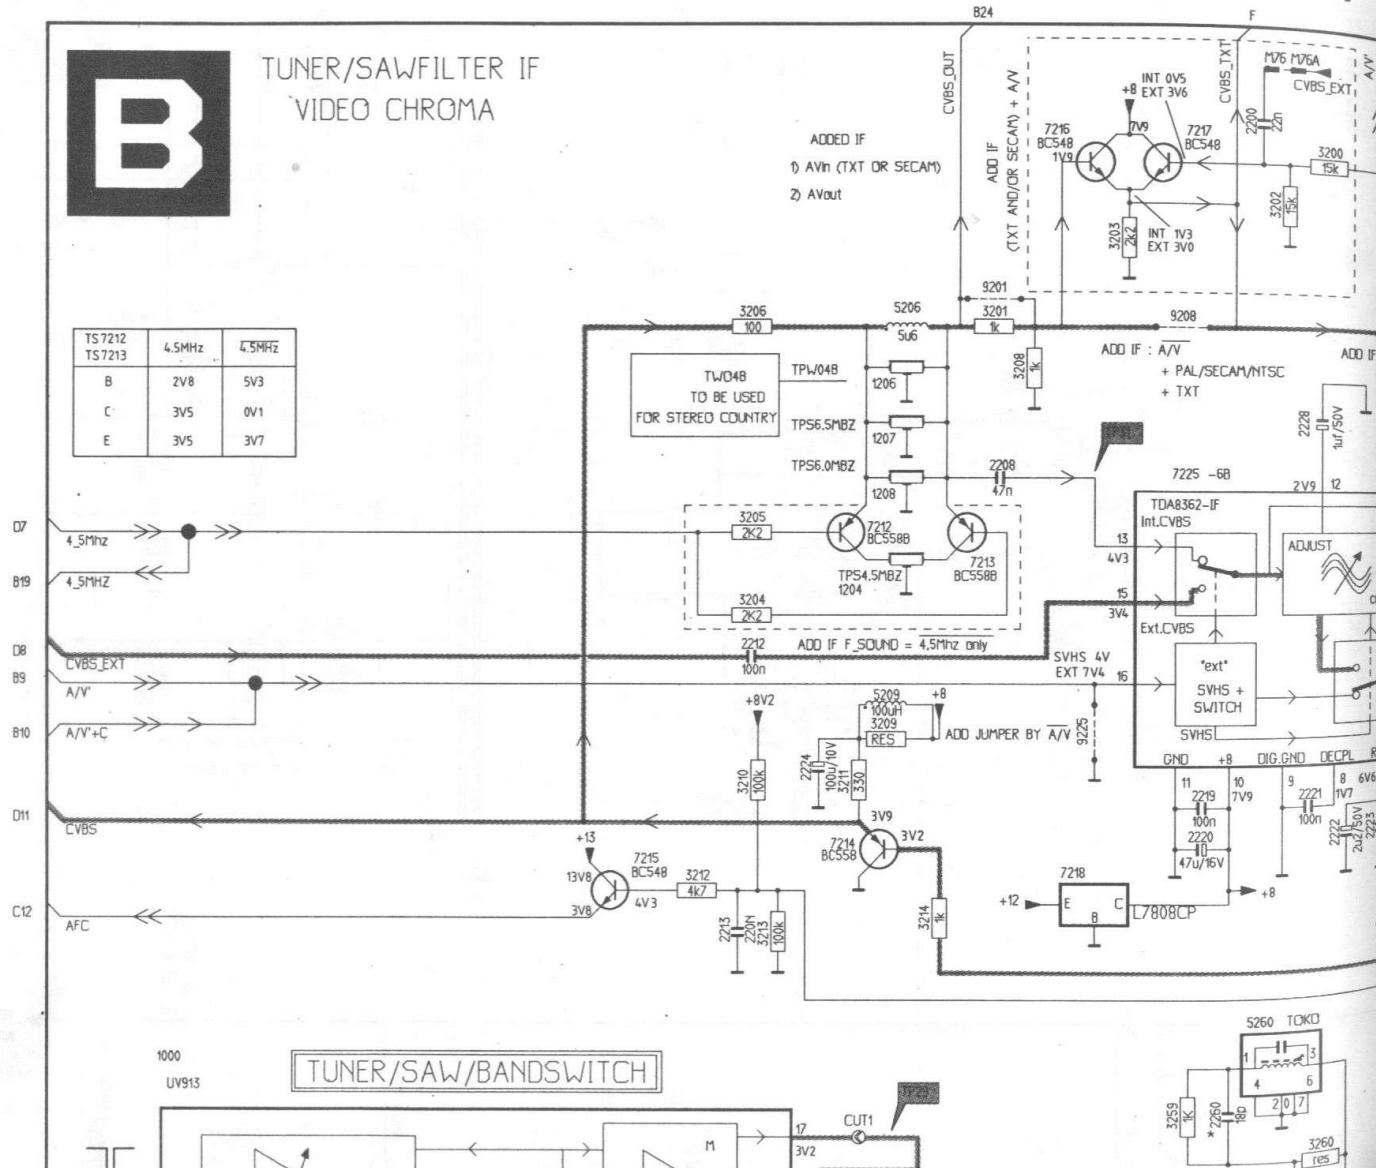 B24
F
B
TUNER/SAWFILTER IF
VIDEO CHROMA
CVBS_OUT
ADDED IF
1) AVin (TXT OR SECAM)
2) AVout
ADD IF
(TXT AND/OR SECAM) + A/V
INT 0V5
EXT 3V6
+8
7V9
7216
BC548
1V9
7217
BC548
CVBS_TXT
M76 M76A
CVBS_EXT
A/V'
2200
22n
3200
15k
3202
15k
3203
2k2
INT 1V3
EXT 3V0
9201
3206
100
5206
5u6
3201
1k
9208
3208
1k
ADD IF : A/V
+ PAL/SECAM/NTSC
+ TXT
ADD IF
TS7212
TS7213
4.5MHz
4.5MHz
B
2V8
5V3
C
3V5
0V1
E
3V5
3V7
TW04B
TO BE USED
FOR STEREO COUNTRY
TPW04B
1206
TPS6.5MBZ
1207
TPS6.0MBZ
1208
2208
47n
2228
1uf/50V
7225 -6B
2V9
12
TDA8362-IF
Int.CVBS
13
4V3
15
3V4
Ext.CVBS
ADJUST
D7
4_5Mhz
B19
4_5MHZ
3205
2K2
7212
BC558B
7213
BC558B
TPS4.5MBZ
1204
3204
2K2
D8
CVBS_EXT
2212
100n
ADD IF F_SOUND = 4,5Mhz only
SVHS 4V
EXT 7V4
16
"ext"
SVHS +
SWITCH
SVHS
B9
A/V'
B10
A/V'+C
+8V2
5209
100uH
+8
3209
RES
ADD JUMPER BY A/V
9225
2224
100u/10V
3211
330
3210
100k
GND
+8
DIG.GND
DECPL
11
10
9
8
6V6
7V9
1V7
2219
100n
2221
100n
2220
47u/16V
2222
2u2/50V
2223
D11
CVBS
3V9
7214
BC558
3V2
+13
13V8
7215
BC548
3212
4k7
4V3
3V8
C12
AFC
2213
220N
3213
100k
3214
1k
7218
+12
E
C
B
L7808CP
+8
1000
UV913
TUNER/SAW/BANDSWITCH
CUT1
17
3V2
M
5260 TOKO
1
3
4
6
2
0
7
3259
1K
*2260
18p
3260
res